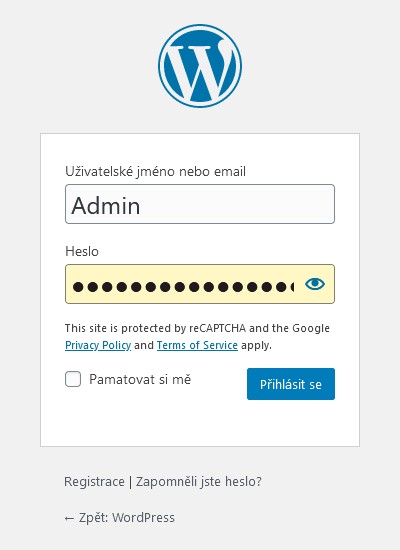 Uživatelské jméno nebo email
Admin
Heslo
This site is protected by reCAPTCHA and the Google
Privacy Policy and Terms of Service apply.
Pamatovat si mě
Přihlásit se
Registrace | Zapomněli jste heslo?
← Zpět: WordPress